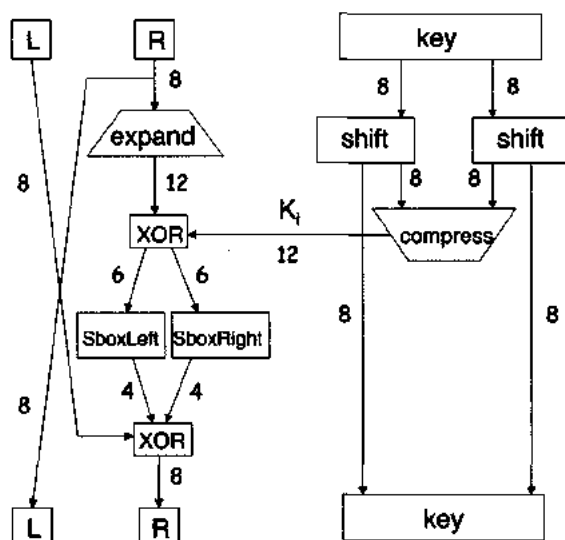 L R key
8 8 8
expand shift shift
8 12 8 8
K_i
XOR compress
12
6 6
SboxLeft SboxRight
8 8
4 4
8
XOR
8
L R key